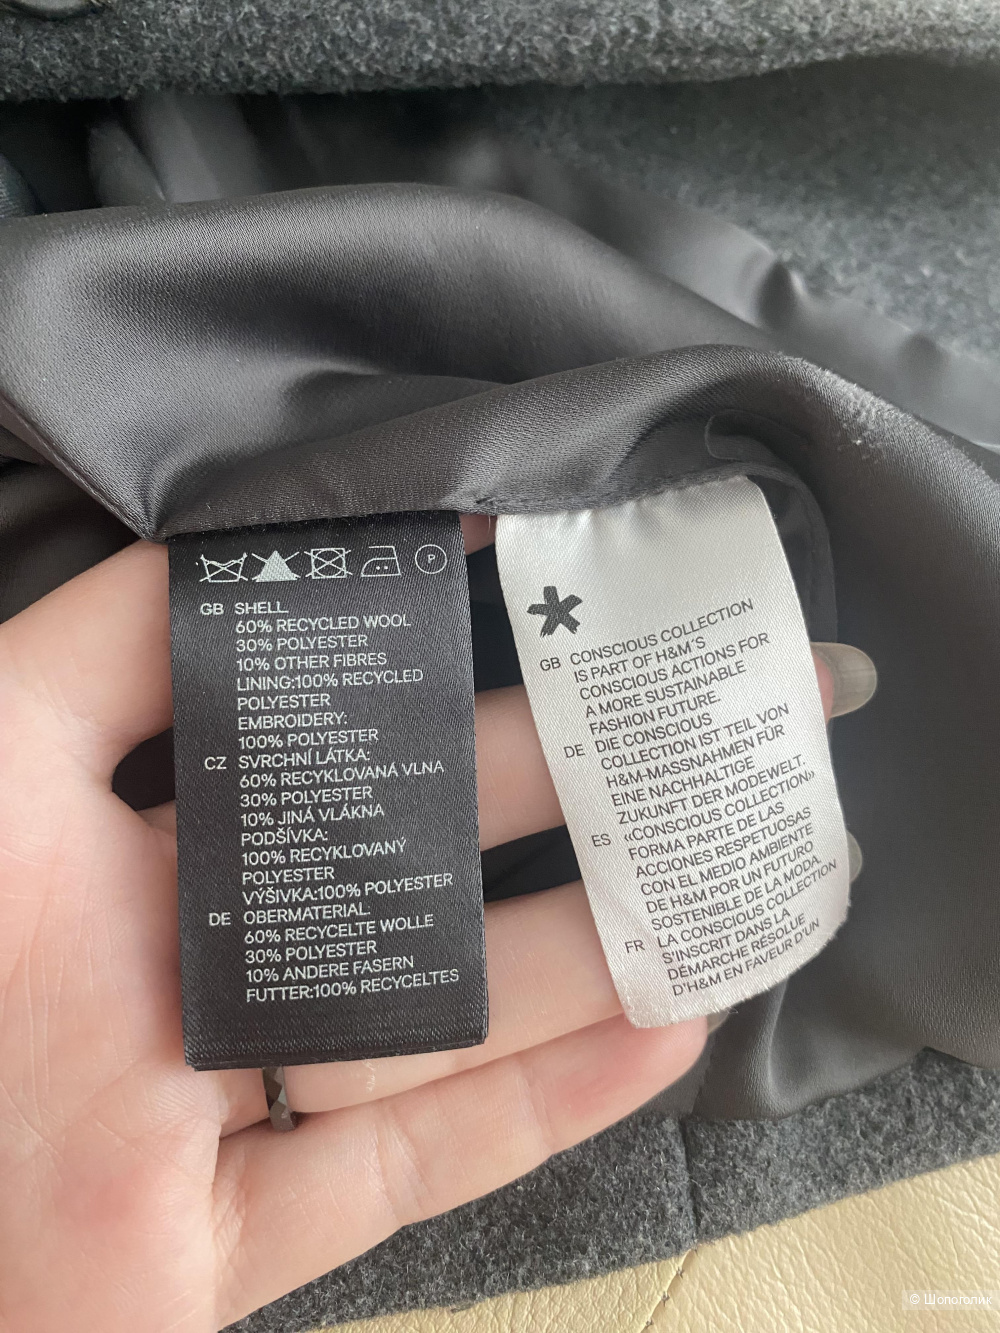 P
GB SHELL
60% RECYCLED WOOL
30% POLYESTER
10% OTHER FIBRES
LINING:100% RECYCLED
POLYESTER
EMBROIDERY:
100% POLYESTER
CZ SVRCHNÍ LÁTKA:
60% RECYKLOVANÁ VLNA
30% POLYESTER
10% JINÁ VLÁKNA
PODŠÍVKA:
100% RECYKLOVANÝ
POLYESTER
VÝŠIVKA:100% POLYESTER
DE OBERMATERIAL
60% RECYCELTE WOLLE
30% POLYESTER
10% ANDERE FASERN
FUTTER:100% RECYCELTES
GB CONSCIOUS COLLECTION
IS PART OF H&M´S
CONSCIOUS ACTIONS FOR
A MORE SUSTAINABLE
FASHION FUTURE.
DE DIE CONSCIOUS
COLLECTION IST TEIL VON
H&M-MASSNAHMEN FÜR
EINE NACHHALTIGE
ZUKUNFT DER MODEWELT.
ES «CONSCIOUS COLLECTION»
FORMA PARTE DE LAS
ACCIONES RESPETUOSAS
CON EL MEDIO AMBIENTE
DE H&M POR UN FUTURO
SOSTENIBLE DE LA MODA.
FR LA CONSCIOUS COLLECTION
S'INSCRIT DANS LA
DÉMARCHE RÉSOLUE
D'H&M EN FAVEUR D'UN
© Шопоголик